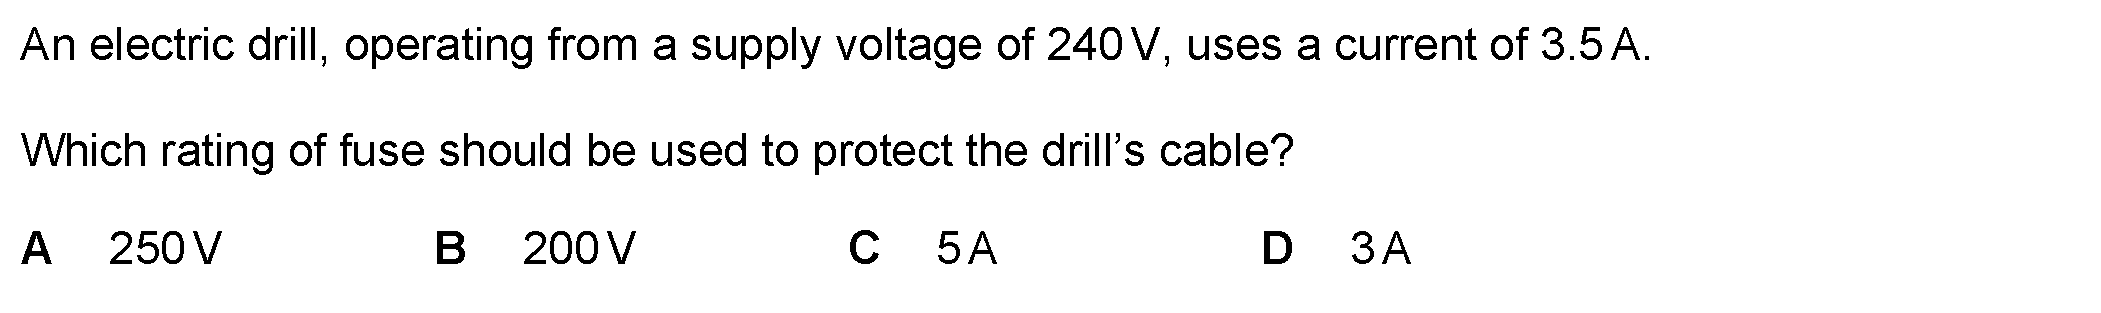 An electric drill, operating from a supply voltage of 240 V, uses a current of 3.5 A.
Which rating of fuse should be used to protect the drill’s cable?
A 250 V B 200 V C 5 A D 3 A